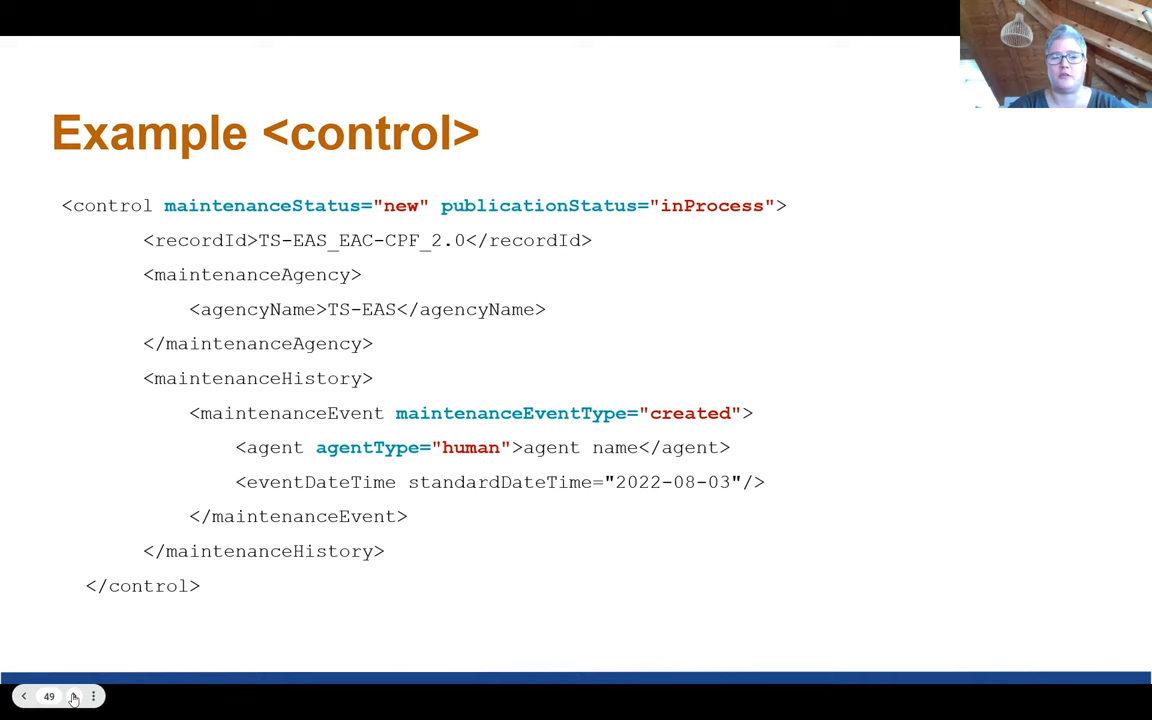 Example <control>
<control maintenanceStatus="new" publicationStatus="inProcess">
<recordId>TS-EAS_EAC-CPF_2.0</recordId>
<maintenanceAgency>
<agencyName>TS-EAS</agencyName>
</maintenanceAgency>
<maintenanceHistory>
<maintenanceEvent maintenanceEventType="created">
<agent agentType="human">agent name</agent>
<eventDateTime standardDateTime="2022-08-03"/>
</maintenanceEvent>
</maintenanceHistory>
</control>
49